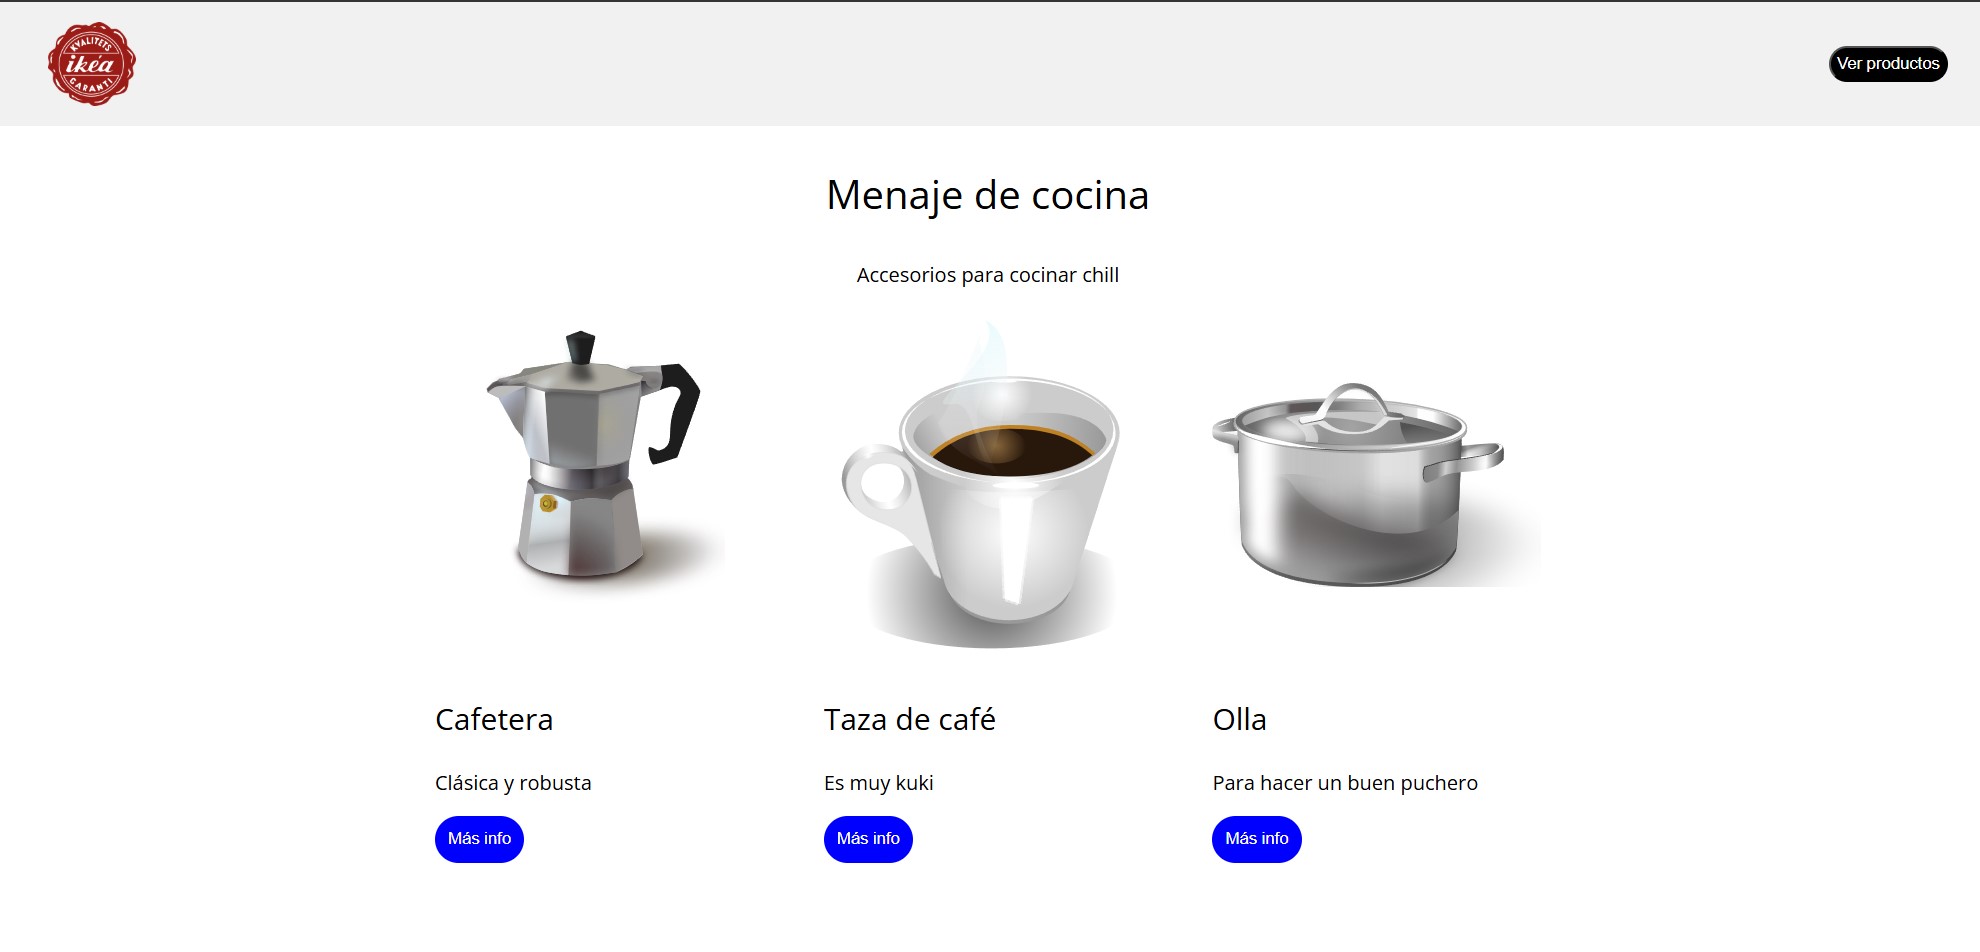 KVALITETS
ikéa
GARANTI
Ver productos
Menaje de cocina
Accesorios para cocinar chill
Cafetera
Taza de café
Olla
Clásica y robusta
Es muy kuki
Para hacer un buen puchero
Más info
Más info
Más info